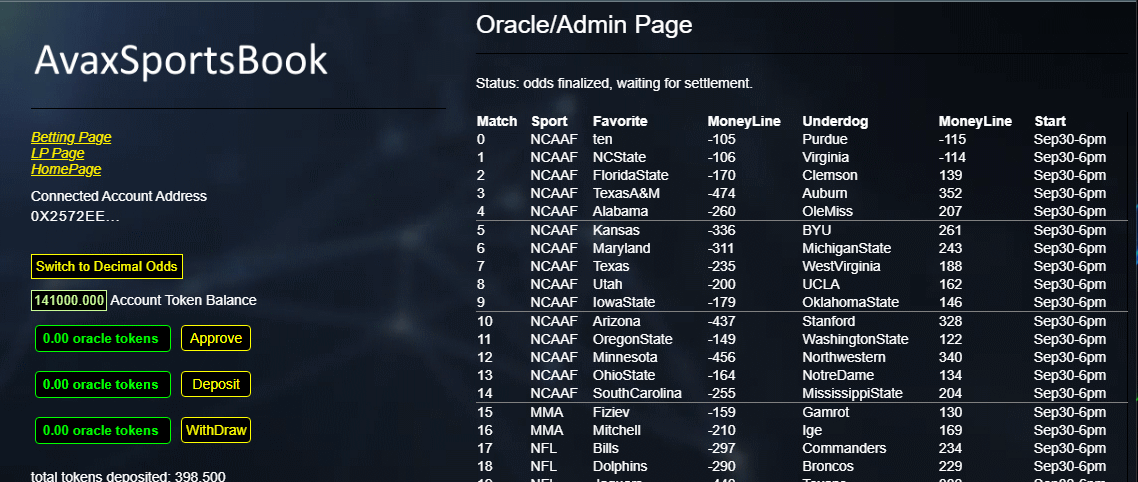 AvaxSportsBook
Betting Page
LP Page
HomePage
Connected Account Address
0X2572EE...
Switch to Decimal Odds
141000.000 Account Token Balance
0.00 oracle tokens Approve
0.00 oracle tokens Deposit
0.00 oracle tokens WithDraw
total tokens deposited: 398,500
Oracle/Admin Page
Status: odds finalized, waiting for settlement.
Match Sport Favorite MoneyLine Underdog MoneyLine Start
0 NCAAF ten -105 Purdue -115 Sep30-6pm
1 NCAAF NCState -106 Virginia -114 Sep30-6pm
2 NCAAF FloridaState -170 Clemson 139 Sep30-6pm
3 NCAAF TexasA&M -474 Auburn 352 Sep30-6pm
4 NCAAF Alabama -260 OleMiss 207 Sep30-6pm
5 NCAAF Kansas -336 BYU 261 Sep30-6pm
6 NCAAF Maryland -311 MichiganState 243 Sep30-6pm
7 NCAAF Texas -235 WestVirginia 188 Sep30-6pm
8 NCAAF Utah -200 UCLA 162 Sep30-6pm
9 NCAAF IowaState -179 OklahomaState 146 Sep30-6pm
10 NCAAF Arizona -437 Stanford 328 Sep30-6pm
11 NCAAF OregonState -149 WashingtonState 122 Sep30-6pm
12 NCAAF Minnesota -456 Northwestern 340 Sep30-6pm
13 NCAAF OhioState -164 NotreDame 134 Sep30-6pm
14 NCAAF SouthCarolina -255 MississippiState 204 Sep30-6pm
15 MMA Fiziev -159 Gamrot 130 Sep30-6pm
16 MMA Mitchell -210 Ige 169 Sep30-6pm
17 NFL Bills -297 Commanders 234 Sep30-6pm
18 NFL Dolphins -290 Broncos 229 Sep30-6pm